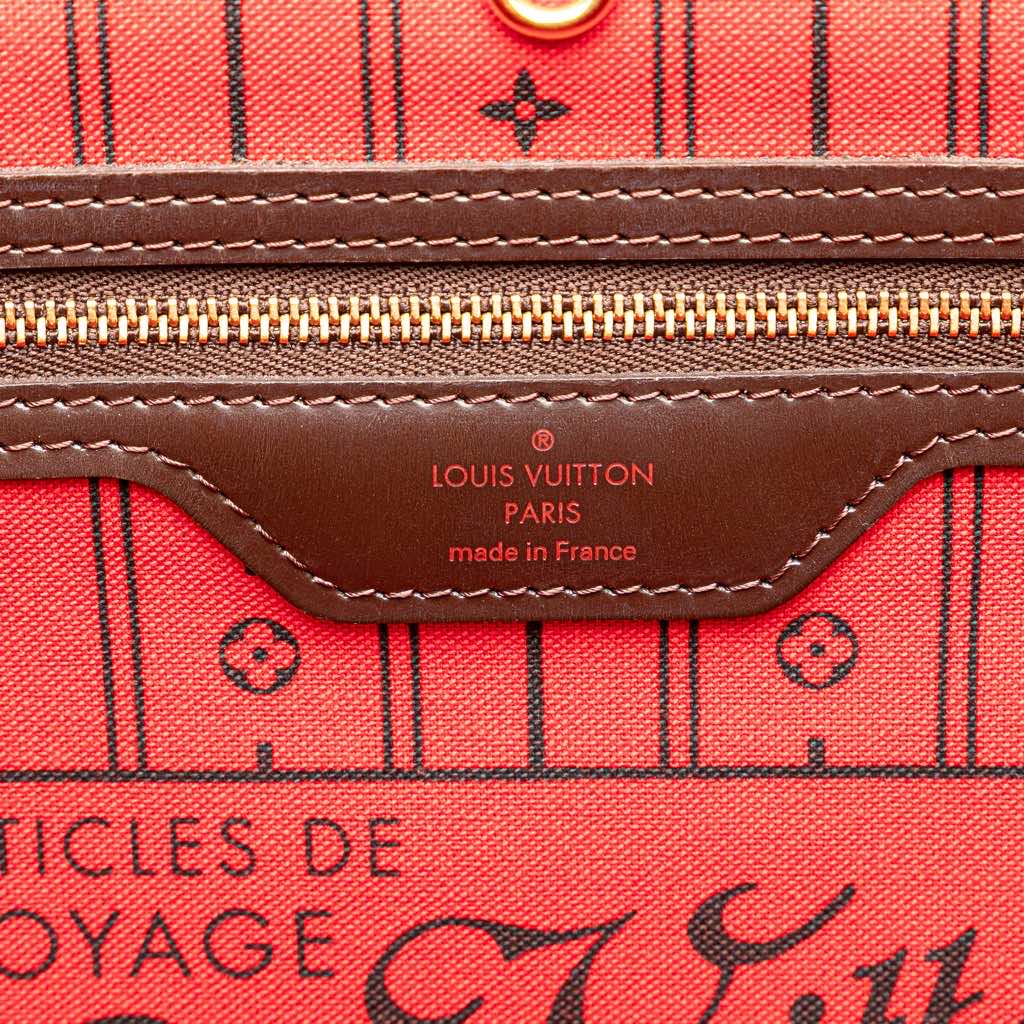 ®
LOUIS VUITTON
PARIS
made in France
TICLES DE
OYAGE